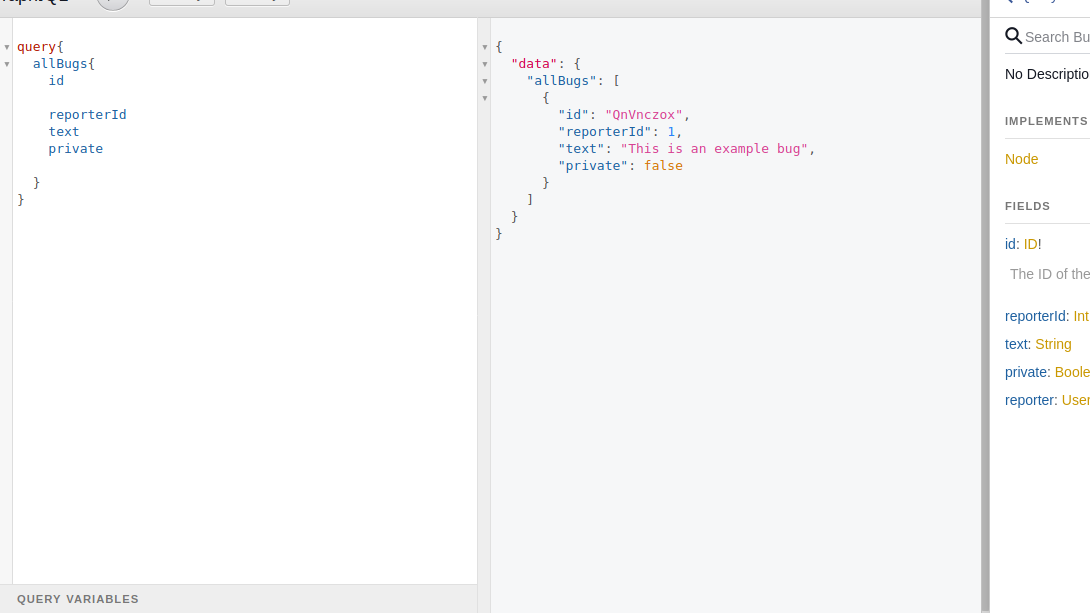 query{
allBugs{
id
reporterId
text
private
}
}
QUERY VARIABLES
{
"data": {
"allBugs": [
{
"id": "QnVnczox",
"reporterId": 1,
"text": "This is an example bug",
"private": false
}
]
}
}
Search Bu
No Descriptio
IMPLEMENTS
Node
FIELDS
id: ID!
The ID of the
reporterId: Int
text: String
private: Boole
reporter: User